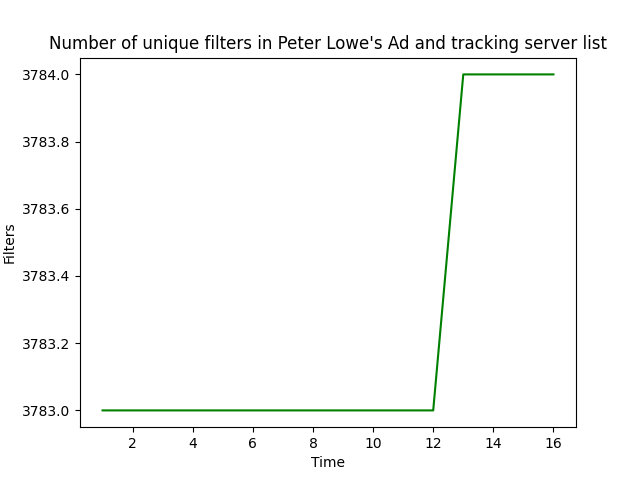 Number of unique filters in Peter Lowe's Ad and tracking server list
3784.0
3783.8
3783.6
3783.4
3783.2
3783.0
Filters
2 4 6 8 10 12 14 16
Time